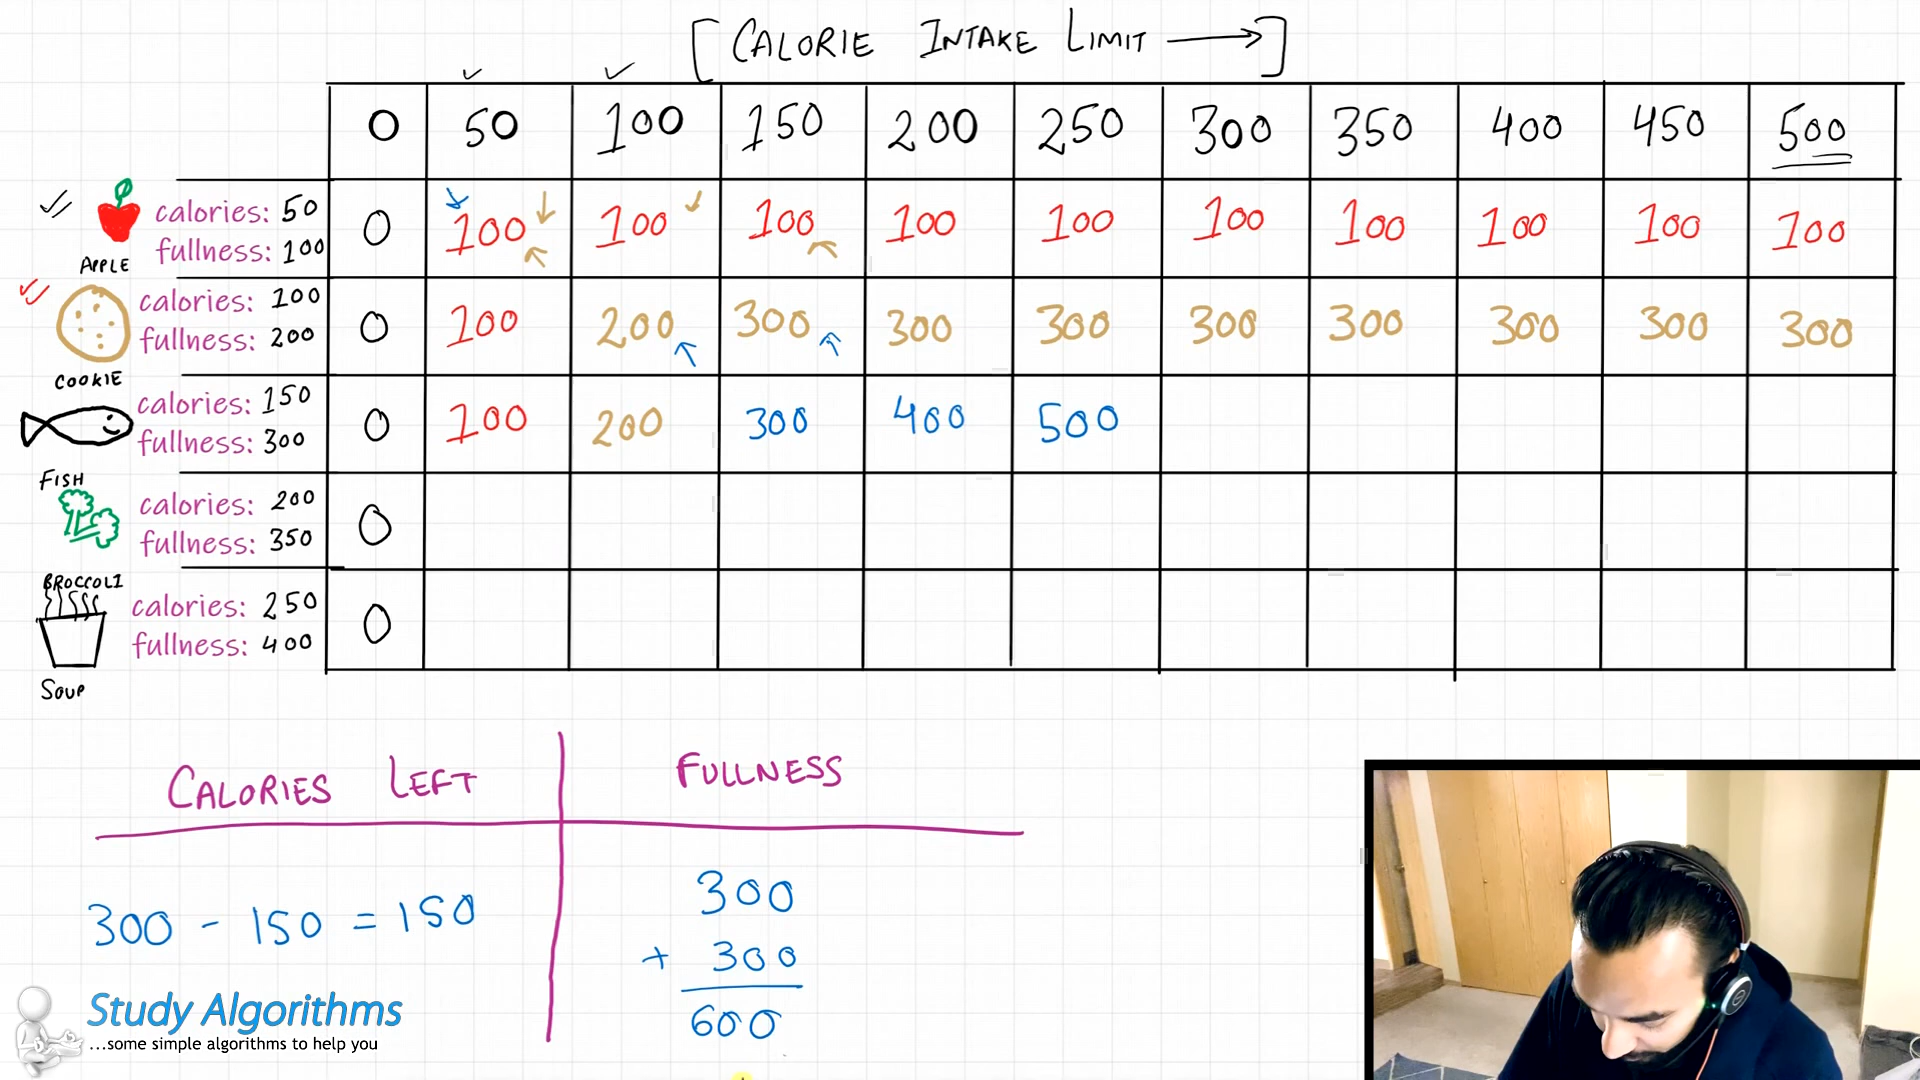 [ CALORIE INTAKE LIMIT ⟶ ]
0 50 100 150 200 250 300 350 400 450 500
calories: 50
fullness: 100
APPLE
0 100 100 100 100 100 100 100 100 100 100
calories: 100
fullness: 200
COOKIE
0 100 200 300 300 300 300 300 300 300 300
calories: 150
fullness: 300
FISH
0 100 200 300 400 500
calories: 200
fullness: 350
BROCCOLI
0
calories: 250
fullness: 400
SOUP
0
CALORIES LEFT
300 - 150 = 150
FULLNESS
300
+ 300
600
Study Algorithms
...some simple algorithms to help you